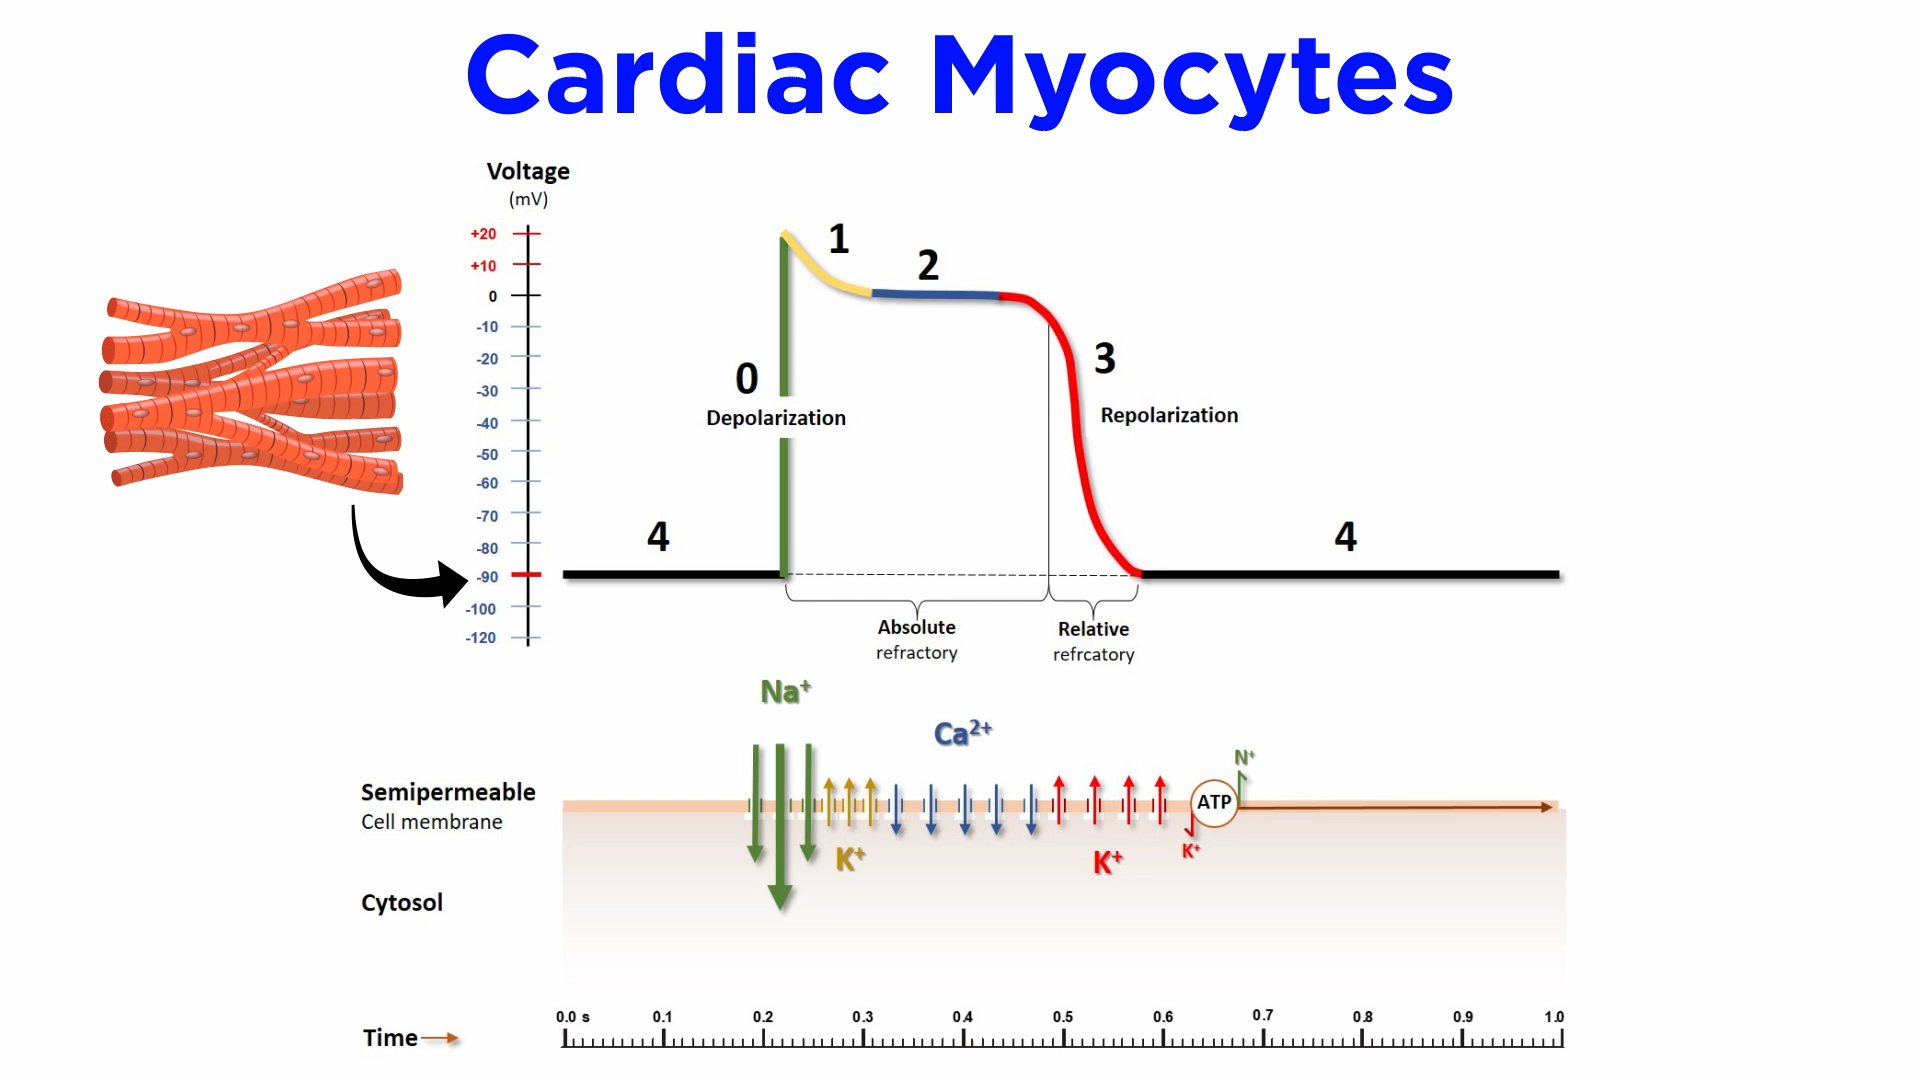 Cardiac Myocytes
Voltage
(mV)
+20
+10
0
-10
-20
-30
-40
-50
-60
-70
-80
-90
-100
-120
1
2
0
Depolarization
3
Repolarization
4
4
Absolute
refractory
Relative
refrcatory
Na⁺
Ca²⁺
N⁺
Semipermeable
Cell membrane
ATP
K⁺
K⁺
K⁺
Cytosol
0.0 s 0.1 0.2 0.3 0.4 0.5 0.6 0.7 0.8 0.9 1.0
Time